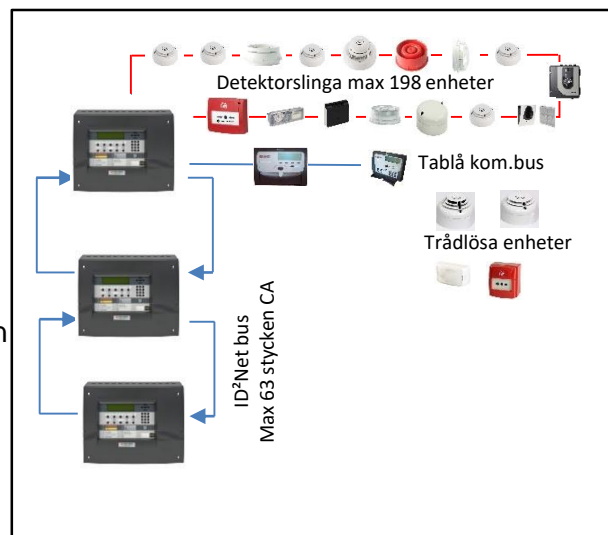 Detektorslinga max 198 enheter
Tablå kom.bus
Trådlösa enheter
ID²Net bus
Max 63 stycken CA
n